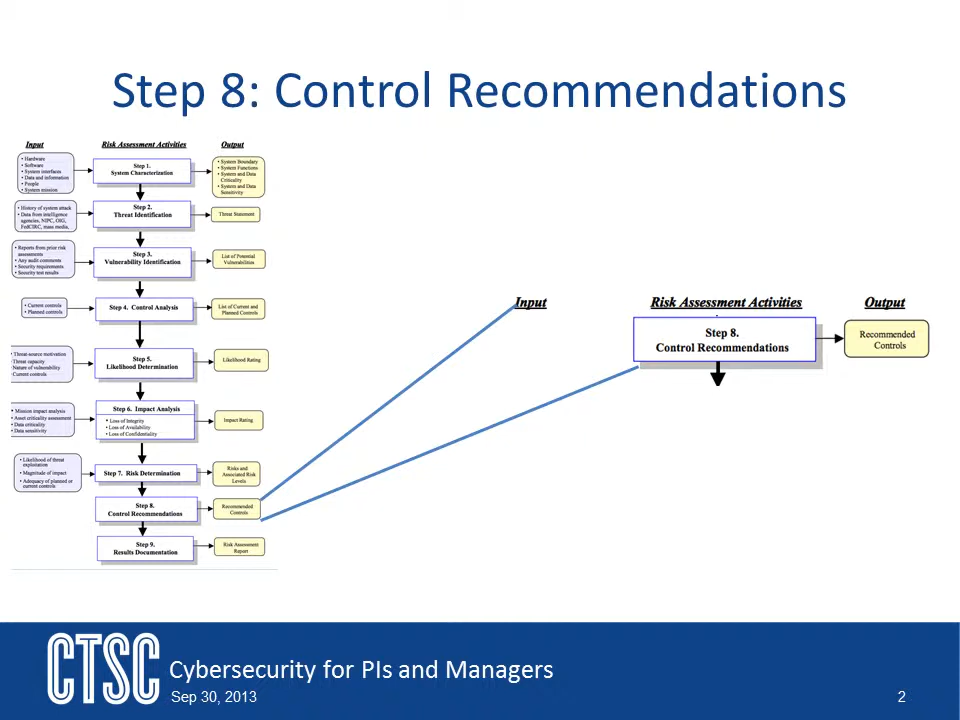 Step 8: Control Recommendations
Input
Risk Assessment Activities
Output
• Hardware
• Software
• System interfaces
• Data and information
• People
• System mission
Step 1.
System Characterization
• System Boundary
• System Functions
• System and Data
Criticality
• System and Data
Sensitivity
• History of system attack
• Data from intelligence
agencies, NIPC, OIG,
FedCIRC, mass media,
Step 2.
Threat Identification
Threat Statement
• Reports from prior risk
assessments
• Any audit comments
• Security requirements
• Security test results
Step 3.
Vulnerability Identification
List of Potential
Vulnerabilities
• Current controls
• Planned controls
Step 4. Control Analysis
List of Current and
Planned Controls
• Threat-source motivation
Threat capacity
Nature of vulnerability
Current controls
Step 5.
Likelihood Determination
Likelihood Rating
• Mission impact analysis
• Asset criticality assessment
• Data criticality
• Data sensitivity
Step 6. Impact Analysis
• Loss of Integrity
• Loss of Availability
• Loss of Confidentiality
Impact Rating
• Likelihood of threat
exploitation
• Magnitude of impact
• Adequacy of planned or
current controls
Step 7. Risk Determination
Risks and
Associated Risk
Levels
Step 8.
Control Recommendations
Recommended
Controls
Step 9.
Results Documentation
Risk Assessment
Report
Input
Risk Assessment Activities
Output
Step 8.
Control Recommendations
Recommended
Controls
CTSC
Cybersecurity for PIs and Managers
Sep 30, 2013
2